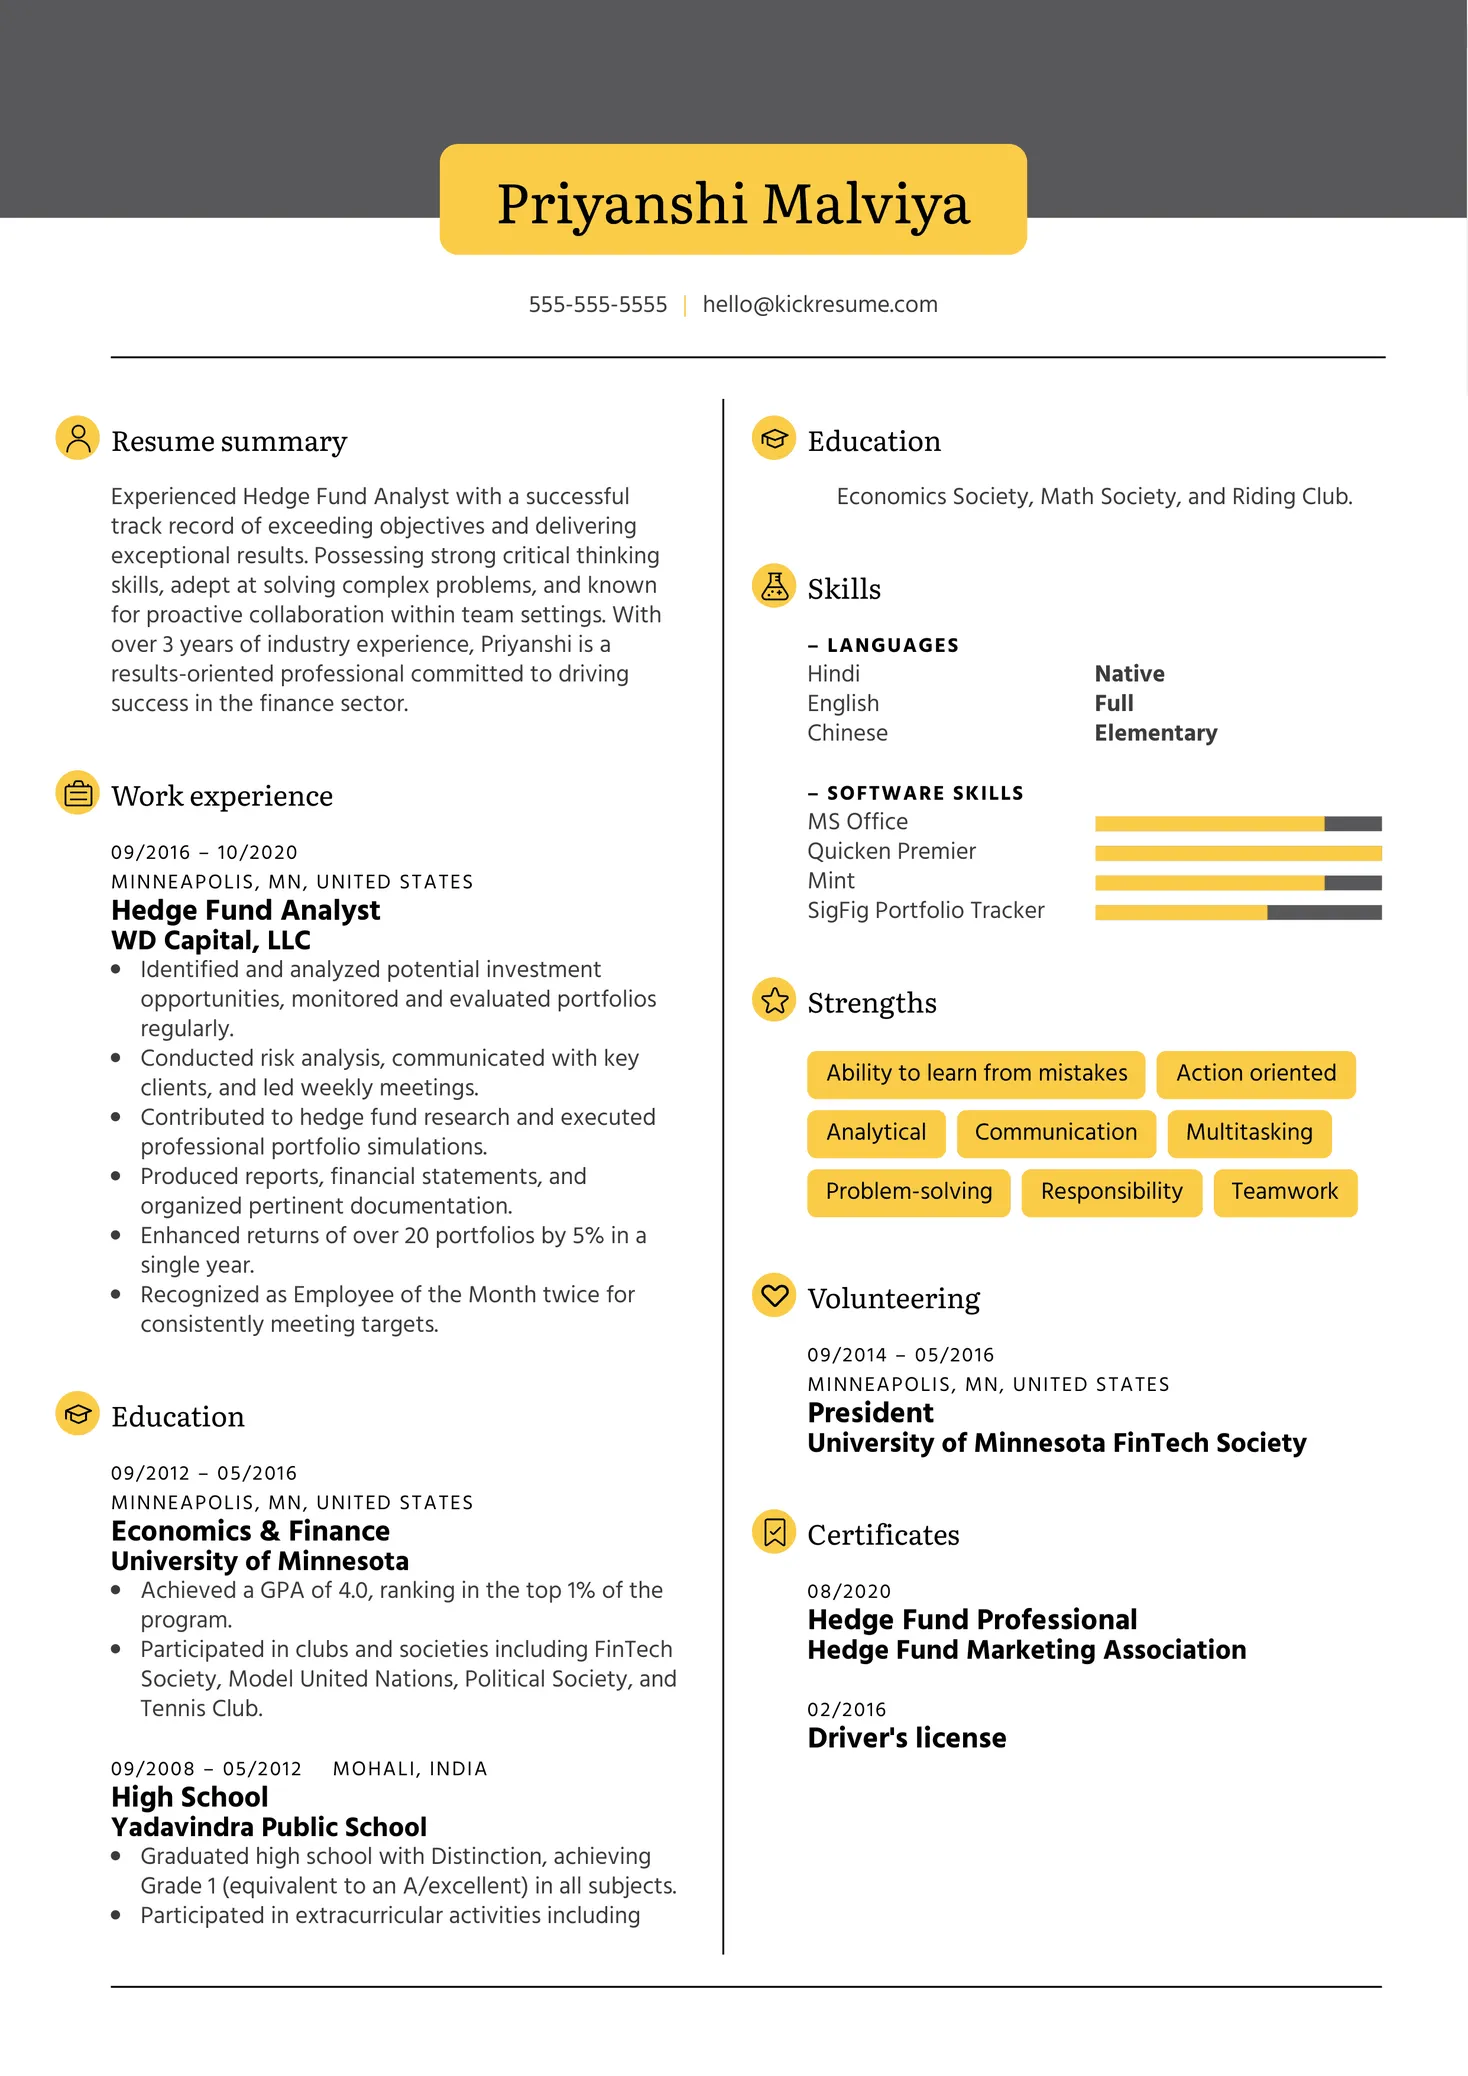 Priyanshi Malviya
555-555-5555 | hello@kickresume.com
Resume summary
Experienced Hedge Fund Analyst with a successful
track record of exceeding objectives and delivering
exceptional results. Possessing strong critical thinking
skills, adept at solving complex problems, and known
for proactive collaboration within team settings. With
over 3 years of industry experience, Priyanshi is a
results-oriented professional committed to driving
success in the finance sector.
Work experience
09/2016 – 10/2020
MINNEAPOLIS, MN, UNITED STATES
Hedge Fund Analyst
WD Capital, LLC
• Identified and analyzed potential investment
opportunities, monitored and evaluated portfolios
regularly.
• Conducted risk analysis, communicated with key
clients, and led weekly meetings.
• Contributed to hedge fund research and executed
professional portfolio simulations.
• Produced reports, financial statements, and
organized pertinent documentation.
• Enhanced returns of over 20 portfolios by 5% in a
single year.
• Recognized as Employee of the Month twice for
consistently meeting targets.
Education
09/2012 – 05/2016
MINNEAPOLIS, MN, UNITED STATES
Economics & Finance
University of Minnesota
• Achieved a GPA of 4.0, ranking in the top 1% of the
program.
• Participated in clubs and societies including FinTech
Society, Model United Nations, Political Society, and
Tennis Club.
09/2008 – 05/2012 MOHALI, INDIA
High School
Yadavindra Public School
• Graduated high school with Distinction, achieving
Grade 1 (equivalent to an A/excellent) in all subjects.
• Participated in extracurricular activities including
Education
Economics Society, Math Society, and Riding Club.
Skills
– LANGUAGES
Hindi Native
English Full
Chinese Elementary
– SOFTWARE SKILLS
MS Office
Quicken Premier
Mint
SigFig Portfolio Tracker
Strengths
Ability to learn from mistakes Action oriented
Analytical Communication Multitasking
Problem-solving Responsibility Teamwork
Volunteering
09/2014 – 05/2016
MINNEAPOLIS, MN, UNITED STATES
President
University of Minnesota FinTech Society
Certificates
08/2020
Hedge Fund Professional
Hedge Fund Marketing Association
02/2016
Driver's license